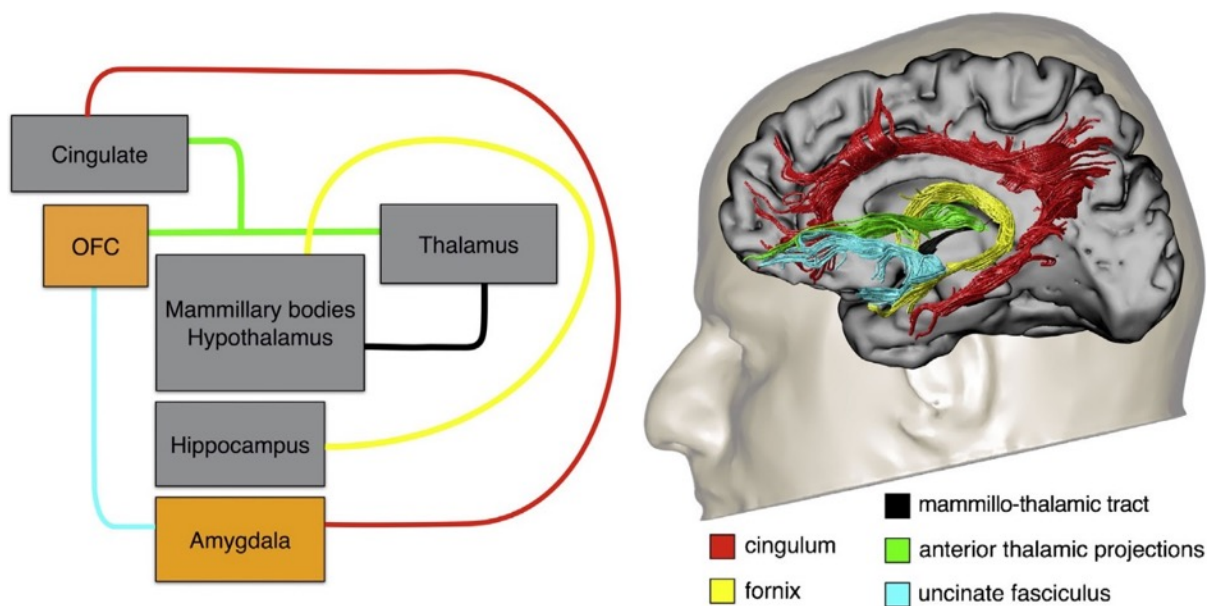 Cingulate
OFC
Thalamus
Mammillary bodies
Hypothalamus
Hippocampus
Amygdala
mammillo-thalamic tract
cingulum
anterior thalamic projections
fornix
uncinate fasciculus